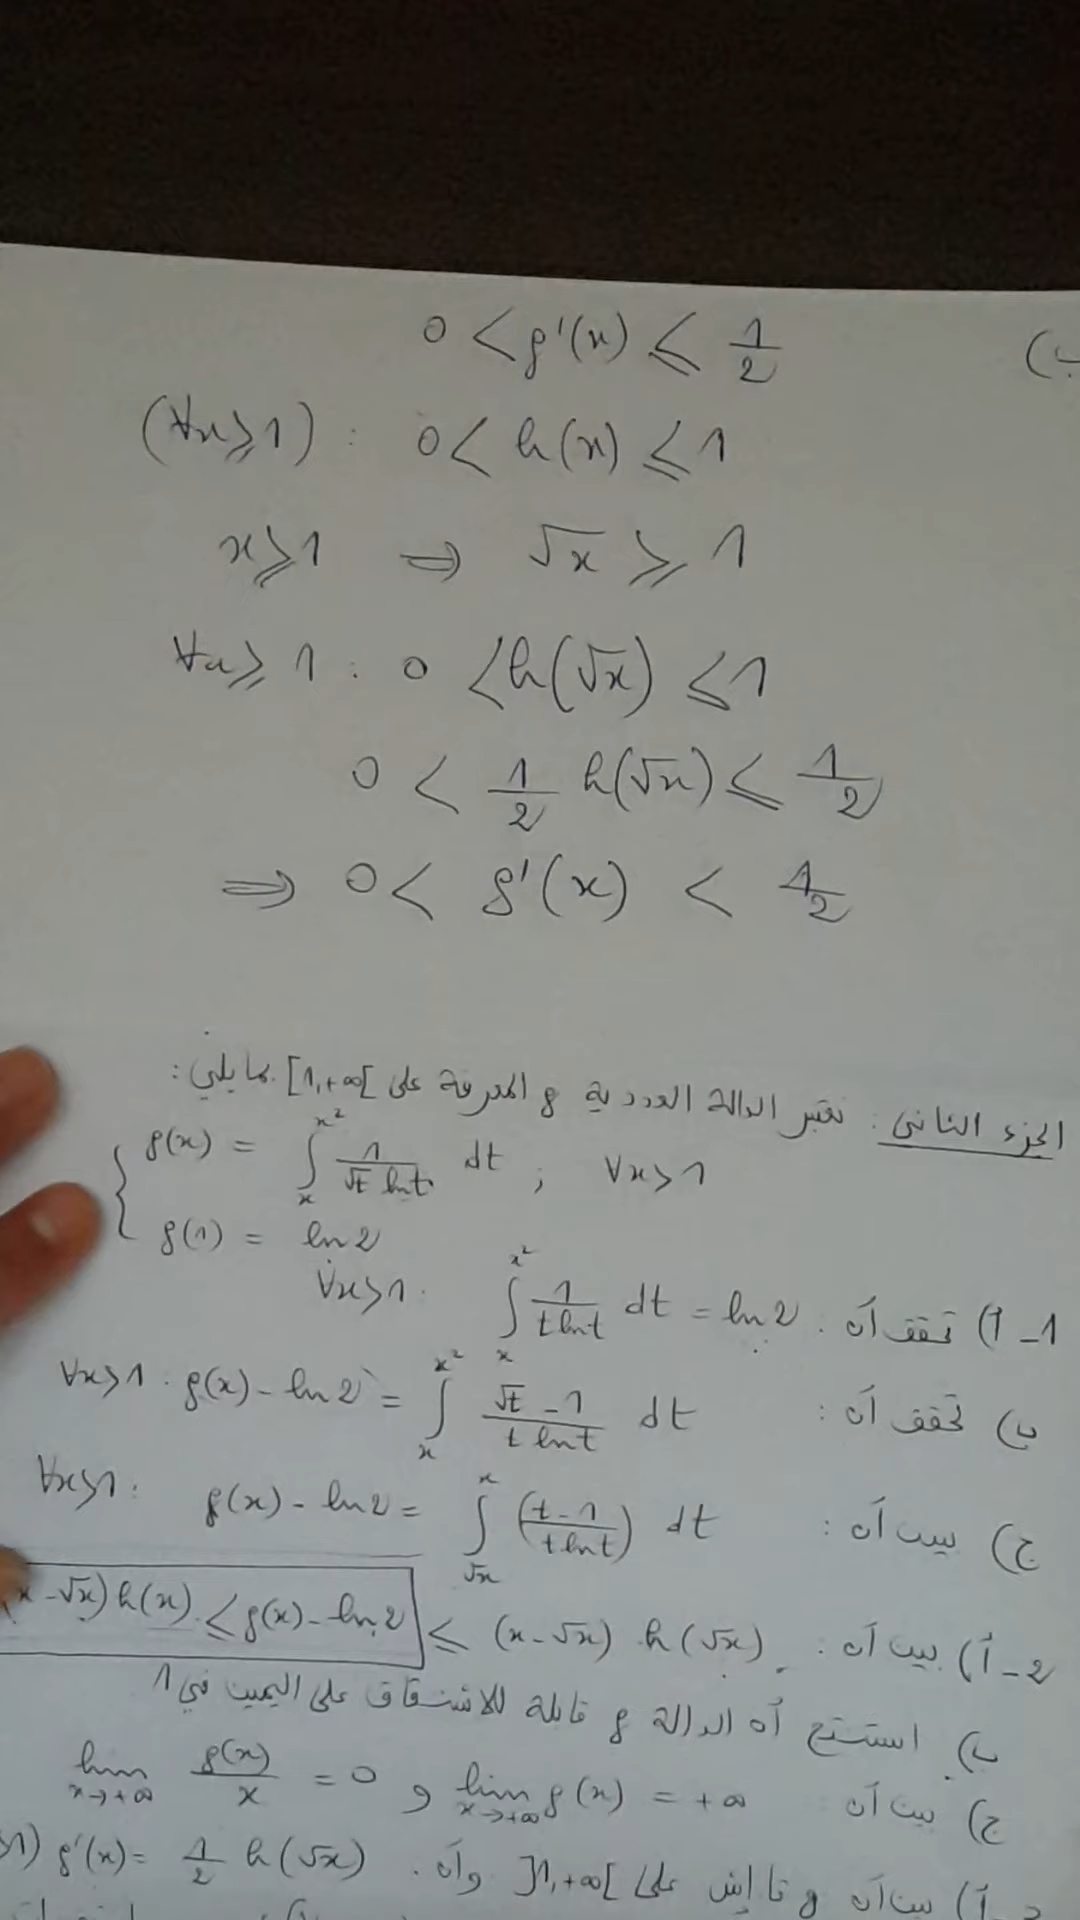 ب) 0 < g'(x) ⩽ 1/2
(∀x⩾1) : 0 < h(x) ⩽ 1
x⩾1 ⟹ √x ⩾ 1
∀x⩾1 : 0 < h(√x) ⩽ 1
0 < 1/2 h(√x) ⩽ 1/2
⟹ 0 < g'(x) < 1/2
الجزء الثاني : نعتبر الدالة العددية g المعرفة على [1,+∞[ بما يلي :
{ g(x) = ∫_x^{x²} 1/(√t ln t) dt ; ∀x>1
g(1) = ln 2
1 - أ) تحقق أن : ∀x>1. ∫_x^{x²} 1/(t ln t) dt = ln 2
ب) تحقق أن : ∀x>1 : g(x) - ln 2 = ∫_x^{x²} (√t - 1)/(t ln t) dt
ج) بين أن : ∀x>1 : g(x) - ln 2 = ∫_{√x}^x ((t-1)/(t ln t)) dt
2 - أ) بين أن : x-√x) h(x) ⩽ g(x) - ln 2 ⩽ (x-√x) h(√x)
ب) استنتج أن الدالة g قابلة للاشتقاق على اليمين في 1
ج) بين أن : lim_{x→+∞} g(x) = +∞ و lim_{x→+∞} g(x)/x = 0
أ) بين أن g على ]1,+∞[ وأن. g'(x) = 1/2 h(√x)